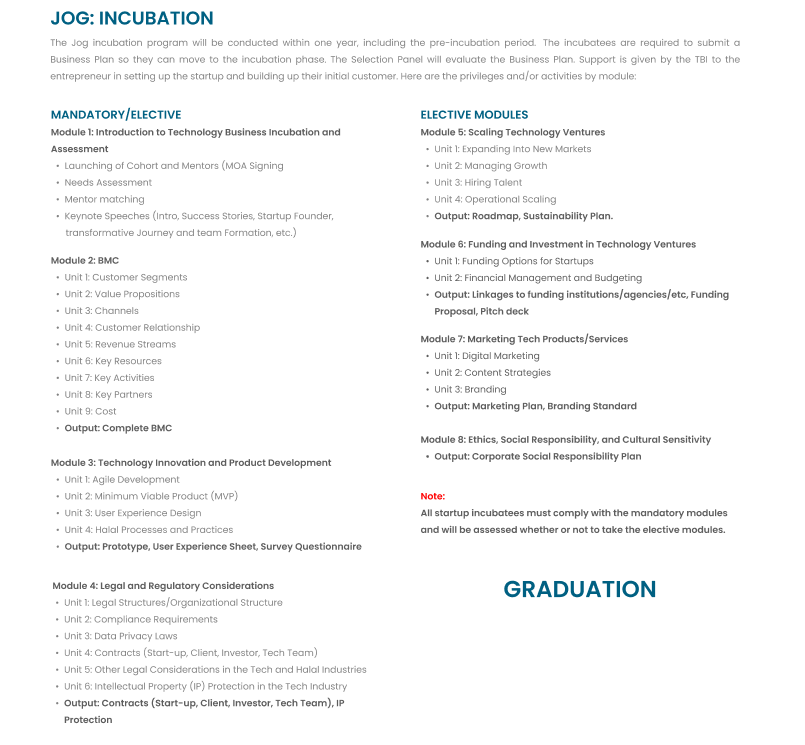 JOG: INCUBATION
The Jog incubation program will be conducted within one year, including the pre-incubation period. The incubatees are required to submit a
Business Plan so they can move to the incubation phase. The Selection Panel will evaluate the Business Plan. Support is given by the TBI to the
entrepreneur in setting up the startup and building up their initial customer. Here are the privileges and/or activities by module:
MANDATORY/ELECTIVE
Module 1: Introduction to Technology Business Incubation and
Assessment
• Launching of Cohort and Mentors (MOA Signing
• Needs Assessment
• Mentor matching
• Keynote Speeches (Intro, Success Stories, Startup Founder,
transformative Journey and team Formation, etc.)
Module 2: BMC
• Unit 1: Customer Segments
• Unit 2: Value Propositions
• Unit 3: Channels
• Unit 4: Customer Relationship
• Unit 5: Revenue Streams
• Unit 6: Key Resources
• Unit 7: Key Activities
• Unit 8: Key Partners
• Unit 9: Cost
• Output: Complete BMC
Module 3: Technology Innovation and Product Development
• Unit 1: Agile Development
• Unit 2: Minimum Viable Product (MVP)
• Unit 3: User Experience Design
• Unit 4: Halal Processes and Practices
• Output: Prototype, User Experience Sheet, Survey Questionnaire
Module 4: Legal and Regulatory Considerations
• Unit 1: Legal Structures/Organizational Structure
• Unit 2: Compliance Requirements
• Unit 3: Data Privacy Laws
• Unit 4: Contracts (Start-up, Client, Investor, Tech Team)
• Unit 5: Other Legal Considerations in the Tech and Halal Industries
• Unit 6: Intellectual Property (IP) Protection in the Tech Industry
• Output: Contracts (Start-up, Client, Investor, Tech Team), IP
Protection
ELECTIVE MODULES
Module 5: Scaling Technology Ventures
• Unit 1: Expanding Into New Markets
• Unit 2: Managing Growth
• Unit 3: Hiring Talent
• Unit 4: Operational Scaling
• Output: Roadmap, Sustainability Plan.
Module 6: Funding and Investment in Technology Ventures
• Unit 1: Funding Options for Startups
• Unit 2: Financial Management and Budgeting
• Output: Linkages to funding institutions/agencies/etc, Funding
Proposal, Pitch deck
Module 7: Marketing Tech Products/Services
• Unit 1: Digital Marketing
• Unit 2: Content Strategies
• Unit 3: Branding
• Output: Marketing Plan, Branding Standard
Module 8: Ethics, Social Responsibility, and Cultural Sensitivity
• Output: Corporate Social Responsibility Plan
Note:
All startup incubatees must comply with the mandatory modules
and will be assessed whether or not to take the elective modules.
GRADUATION